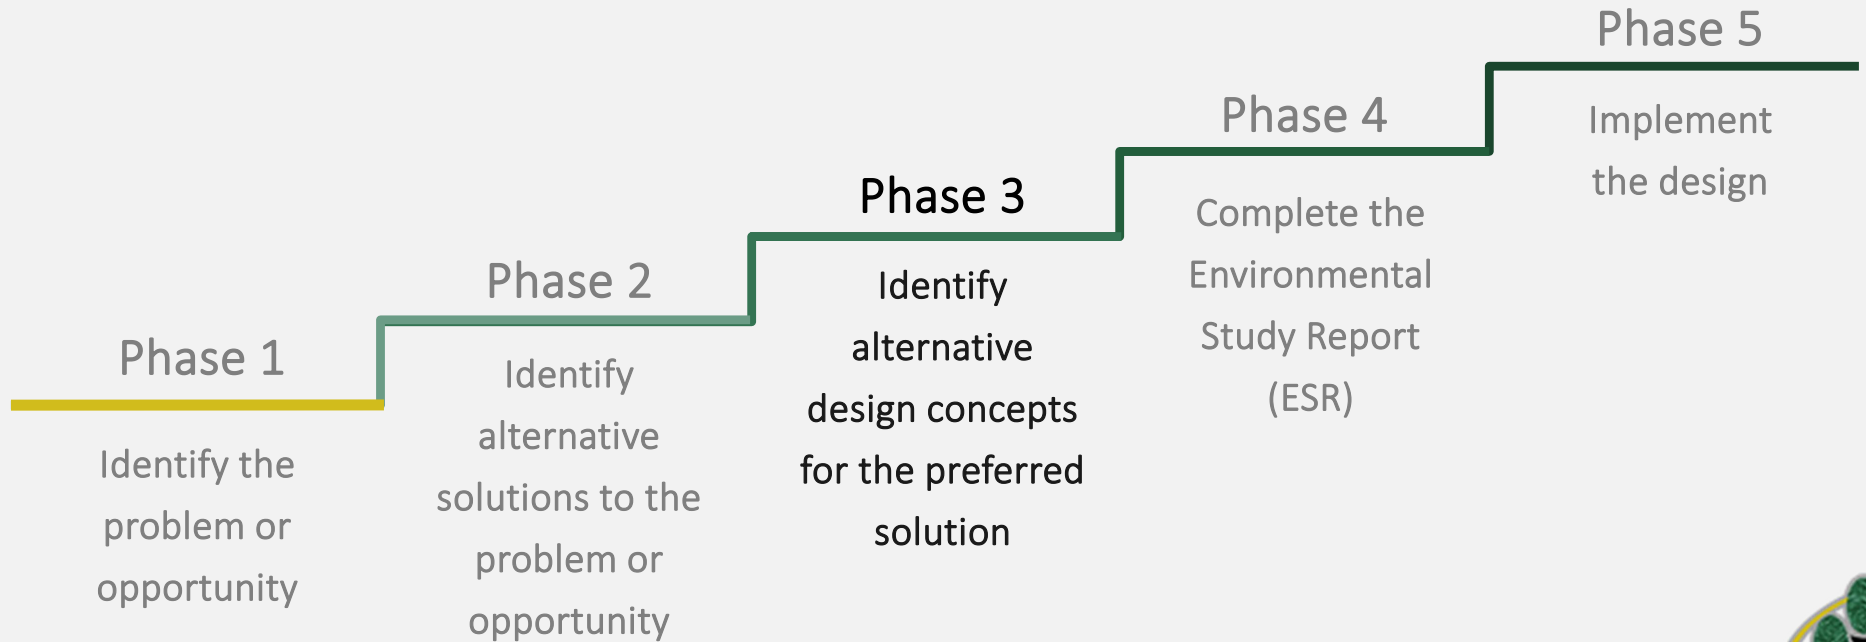 Phase 1
Identify the
problem or
opportunity
Phase 2
Identify
alternative
solutions to the
problem or
opportunity
Phase 3
Identify
alternative
design concepts
for the preferred
solution
Phase 4
Complete the
Environmental
Study Report
(ESR)
Phase 5
Implement
the design